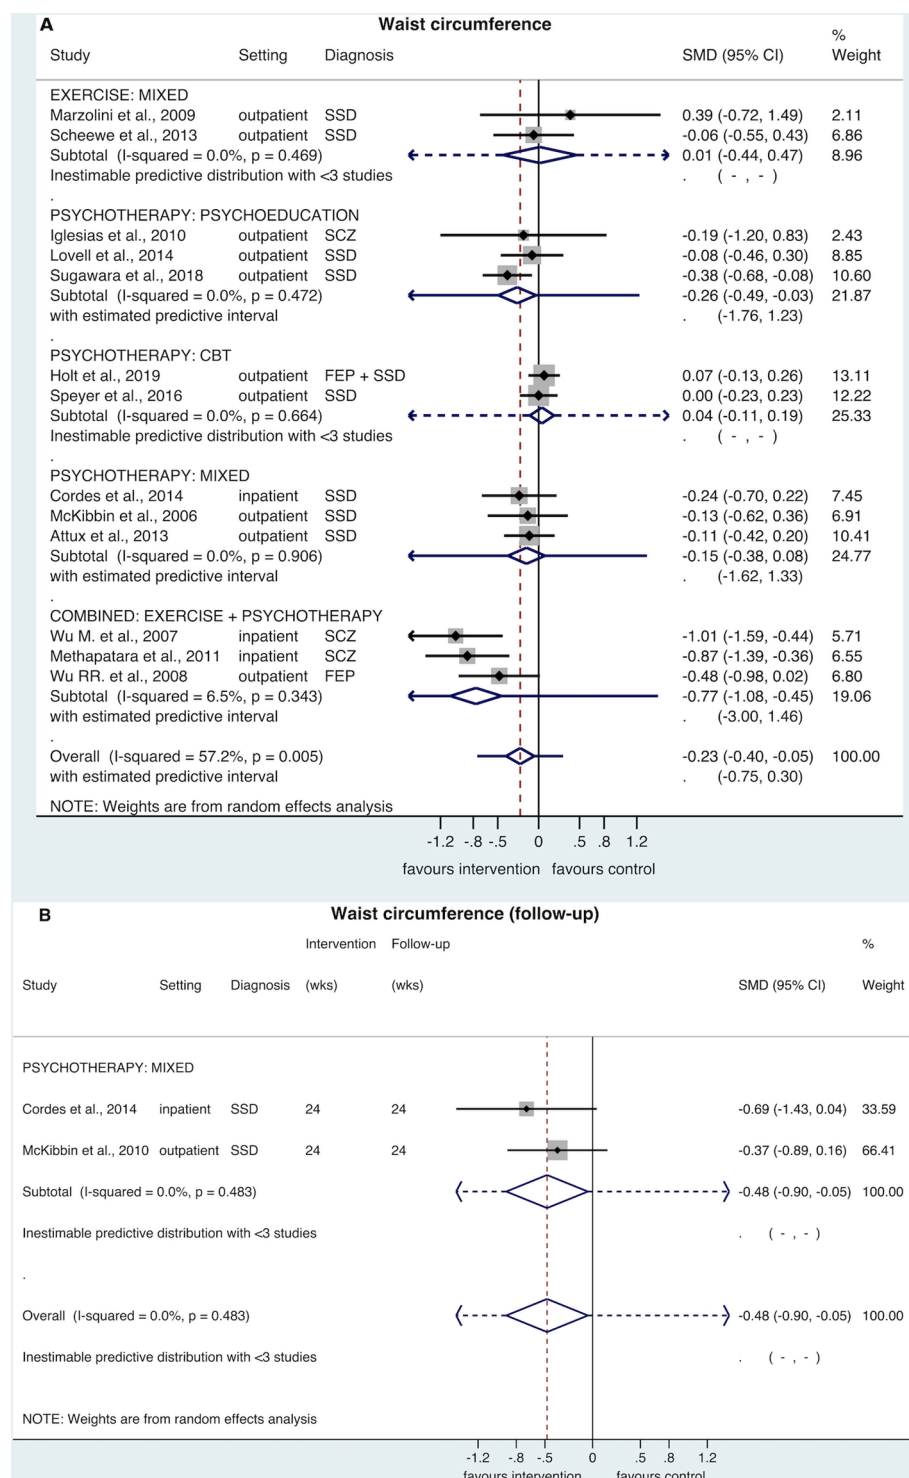 A Waist circumference
%
Study Setting Diagnosis SMD (95% CI) Weight
EXERCISE: MIXED
Marzolini et al., 2009 outpatient SSD 0.39 (-0.72, 1.49) 2.11
Scheewe et al., 2013 outpatient SSD -0.06 (-0.55, 0.43) 6.86
Subtotal (I-squared = 0.0%, p = 0.469) 0.01 (-0.44, 0.47) 8.96
Inestimable predictive distribution with <3 studies . ( - , - )
.
PSYCHOTHERAPY: PSYCHOEDUCATION
Iglesias et al., 2010 outpatient SCZ -0.19 (-1.20, 0.83) 2.43
Lovell et al., 2014 outpatient SSD -0.08 (-0.46, 0.30) 8.85
Sugawara et al., 2018 outpatient SSD -0.38 (-0.68, -0.08) 10.60
Subtotal (I-squared = 0.0%, p = 0.472) -0.26 (-0.49, -0.03) 21.87
with estimated predictive interval . (-1.76, 1.23)
.
PSYCHOTHERAPY: CBT
Holt et al., 2019 outpatient FEP + SSD 0.07 (-0.13, 0.26) 13.11
Speyer et al., 2016 outpatient SSD 0.00 (-0.23, 0.23) 12.22
Subtotal (I-squared = 0.0%, p = 0.664) 0.04 (-0.11, 0.19) 25.33
Inestimable predictive distribution with <3 studies . ( - , - )
.
PSYCHOTHERAPY: MIXED
Cordes et al., 2014 inpatient SSD -0.24 (-0.70, 0.22) 7.45
McKibbin et al., 2006 outpatient SSD -0.13 (-0.62, 0.36) 6.91
Attux et al., 2013 outpatient SSD -0.11 (-0.42, 0.20) 10.41
Subtotal (I-squared = 0.0%, p = 0.906) -0.15 (-0.38, 0.08) 24.77
with estimated predictive interval . (-1.62, 1.33)
.
COMBINED: EXERCISE + PSYCHOTHERAPY
Wu M. et al., 2007 inpatient SCZ -1.01 (-1.59, -0.44) 5.71
Methapatara et al., 2011 inpatient SCZ -0.87 (-1.39, -0.36) 6.55
Wu RR. et al., 2008 outpatient FEP -0.48 (-0.98, 0.02) 6.80
Subtotal (I-squared = 6.5%, p = 0.343) -0.77 (-1.08, -0.45) 19.06
with estimated predictive interval . (-3.00, 1.46)
.
Overall (I-squared = 57.2%, p = 0.005) -0.23 (-0.40, -0.05) 100.00
with estimated predictive interval . (-0.75, 0.30)
NOTE: Weights are from random effects analysis
-1.2 -.8 -.5 0 .5 .8 1.2
favours intervention favours control
B Waist circumference (follow-up)
Intervention Follow-up %
Study Setting Diagnosis (wks) (wks) SMD (95% CI) Weight
PSYCHOTHERAPY: MIXED
Cordes et al., 2014 inpatient SSD 24 24 -0.69 (-1.43, 0.04) 33.59
McKibbin et al., 2010 outpatient SSD 24 24 -0.37 (-0.89, 0.16) 66.41
Subtotal (I-squared = 0.0%, p = 0.483) -0.48 (-0.90, -0.05) 100.00
Inestimable predictive distribution with <3 studies . ( - , - )
.
Overall (I-squared = 0.0%, p = 0.483) -0.48 (-0.90, -0.05) 100.00
Inestimable predictive distribution with <3 studies . ( - , - )
NOTE: Weights are from random effects analysis
-1.2 -.8 -.5 0 .5 .8 1.2
favours intervention favours control